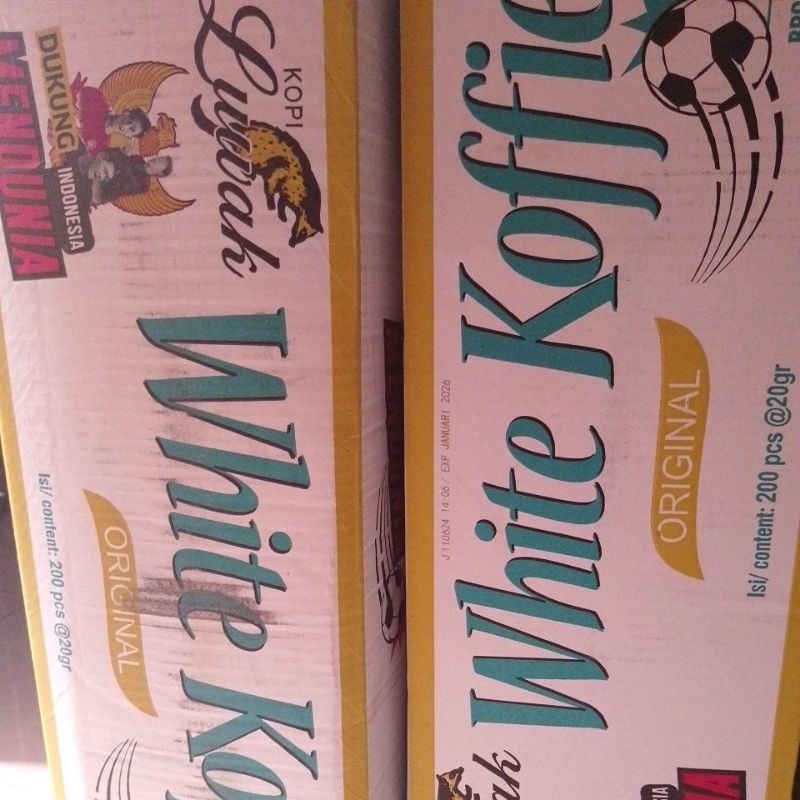 KOPI
Luwak
DUKUNG
INDONESIA
MENDUNIA
White Ko
ORIGINAL
Isi/ content: 200 pcs @20gr
White Koffie
J110624 14:06/ EXP JANUARI 2026
ORIGINAL
Isi/ content: 200 pcs @20gr